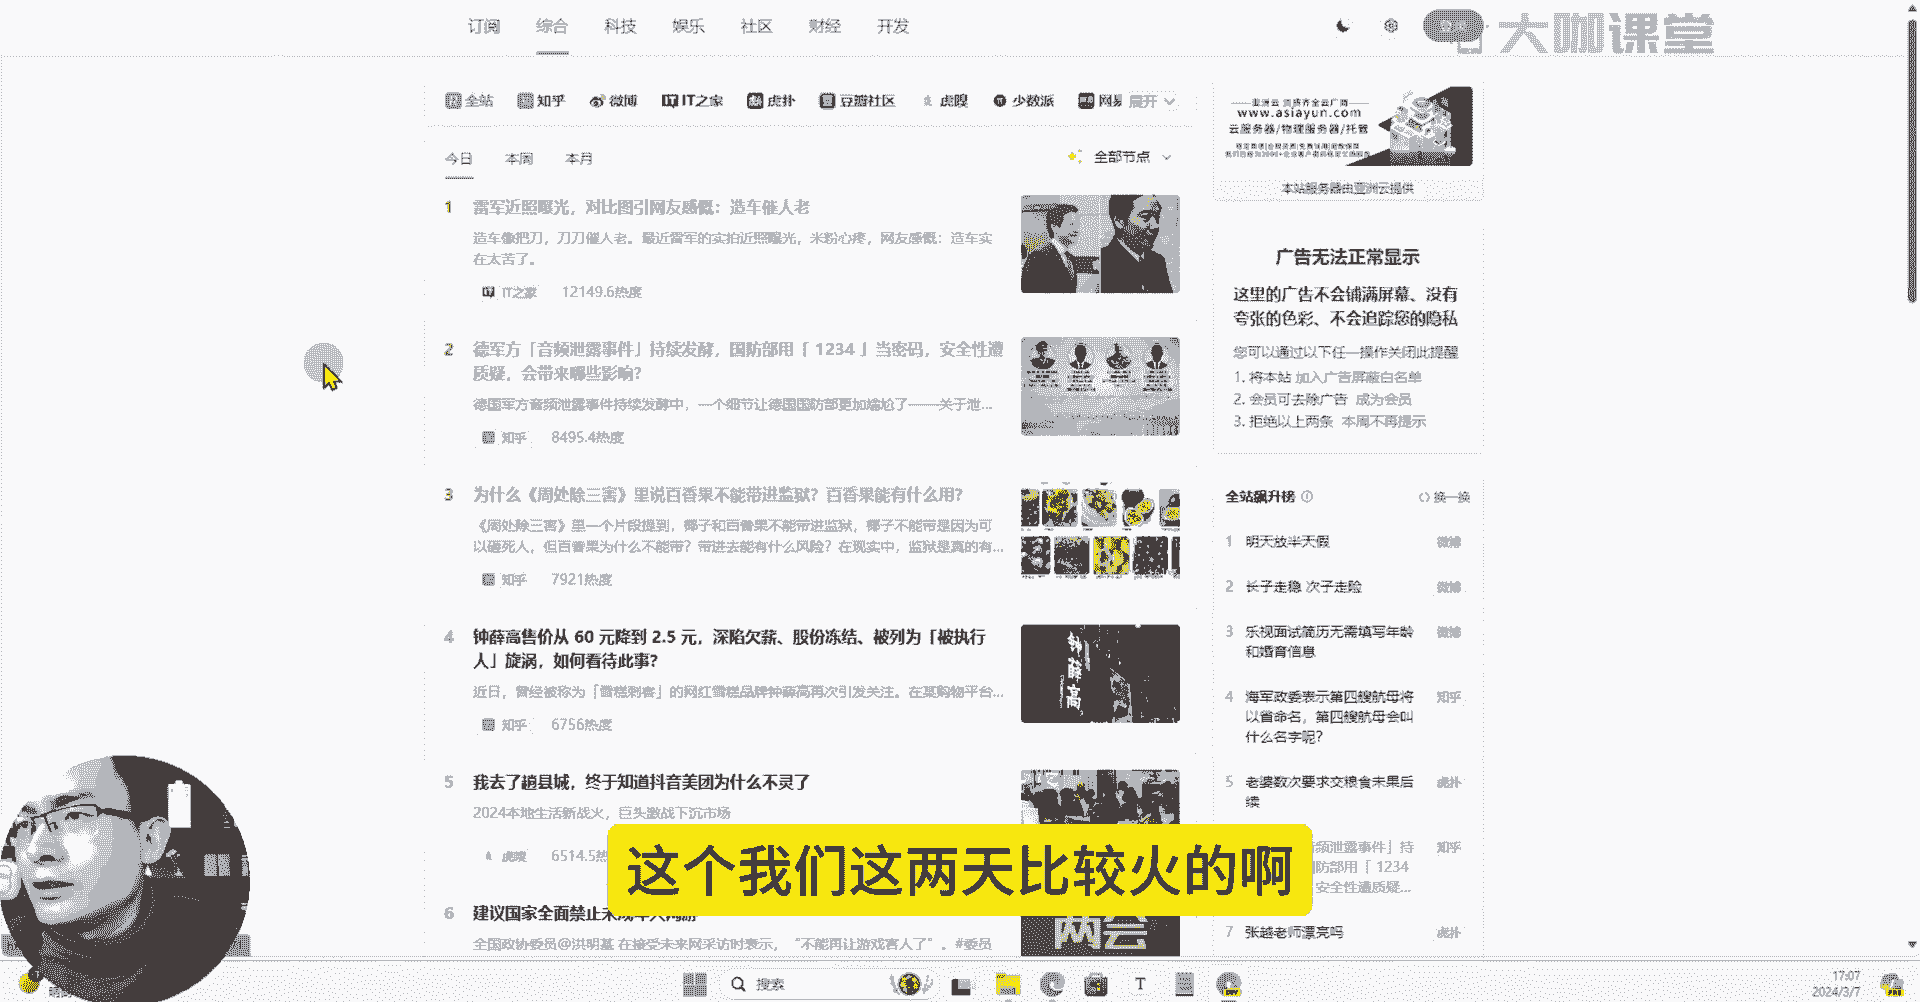 订阅 综合 科技 娱乐 社区 财经 开发
大咖课堂
全站 知乎 微博 IT之家 虎扑 豆瓣社区 虎嗅 少数派 网易 展开
今日 本周 本月
全部节点
1 雷军近照曝光，对比图引网友感慨：造车催人老
造车像把刀，刀刀催人老。最近雷军的实拍近照曝光，米粉心疼，网友感慨：造车实
在太苦了。
IT之家 12149.6热度
2 德军方「音频泄露事件」持续发酵，国防部用「 1234 」当密码，安全性遭
质疑，会带来哪些影响？
德国军方音频泄露事件持续发酵中，一个细节让德国国防部更加尴尬了——关于泄...
知乎 8495.4热度
3 为什么《周处除三害》里说百香果不能带进监狱？百香果能有什么用？
《周处除三害》里一个片段提到，椰子和百香果不能带进监狱，椰子不能带是因为可
以砸死人，但百香果为什么不能带？带进去能有什么风险？在现实中，监狱是真的有...
知乎 7921热度
4 钟薛高售价从 60 元降到 2.5 元，深陷欠薪、股份冻结、被列为「被执行
人」旋涡，如何看待此事？
近日，曾经被称为「雪糕刺客」的网红雪糕品牌钟薛高再次引发关注。在某购物平台...
知乎 6756热度
钟薛高
5 我去了趟县城，终于知道抖音美团为什么不灵了
2024本地生活新战火，巨头激战下沉市场
虎嗅 6514.5热
6 建议国家全面禁止未成年人网游
全国政协委员@洪明基 在接受未来网采访时表示，“不能再让游戏害人了”。#委员
两会
www.asiayun.com
云服务器/物理服务器/托管
本站服务器由亚洲云提供
广告无法正常显示
这里的广告不会铺满屏幕、没有
夸张的色彩、不会追踪您的隐私
您可以通过以下任一操作关闭此提醒
1. 将本站 加入广告屏蔽白名单
2. 会员可去除广告 成为会员
3. 拒绝以上两条 本周不再提示
全站飙升榜 换一换
1 明天放半天假 微博
2 长子走稳 次子走险 微博
3 乐视面试简历无需填写年龄
和婚育信息 微博
4 海军政委表示第四艘航母将
以省命名，第四艘航母会叫
什么名字呢？ 知乎
5 老婆数次要求交粮食未果后
续 虎扑
频泄露事件」持
防部用「 1234
安全性遭质疑... 知乎
7 张越老师漂亮吗 虎扑
这个我们这两天比较火的啊
搜索
17:07
2024/3/7